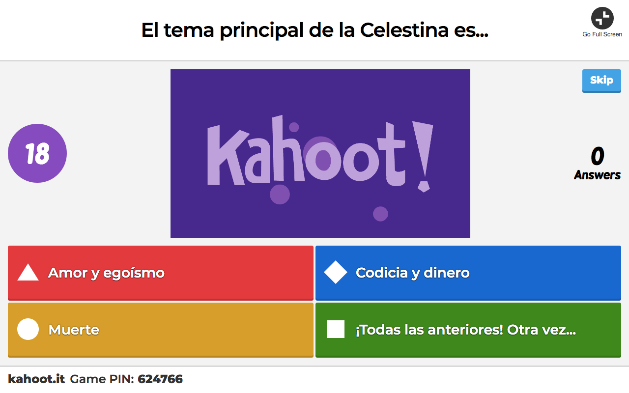 El tema principal de la Celestina es...
Go Full Screen
Skip
Kahoot!
18
0
Answers
Amor y egoísmo
Codicia y dinero
Muerte
¡Todas las anteriores! Otra vez...
kahoot.it Game PIN: 624766